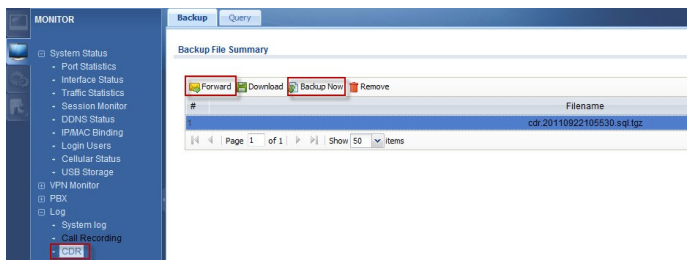 MONITOR
System Status
- Port Statistics
- Interface Status
- Traffic Statistics
- Session Monitor
- DDNS Status
- IP/MAC Binding
- Login Users
- Cellular Status
- USB Storage
VPN Monitor
PBX
Log
- System log
- Call Recording
- CDR
Backup Query
Backup File Summary
Forward Download Backup Now Remove
# Filename
1 cdr.20110922105530.sql.tgz
Page 1 of 1 Show 50 items